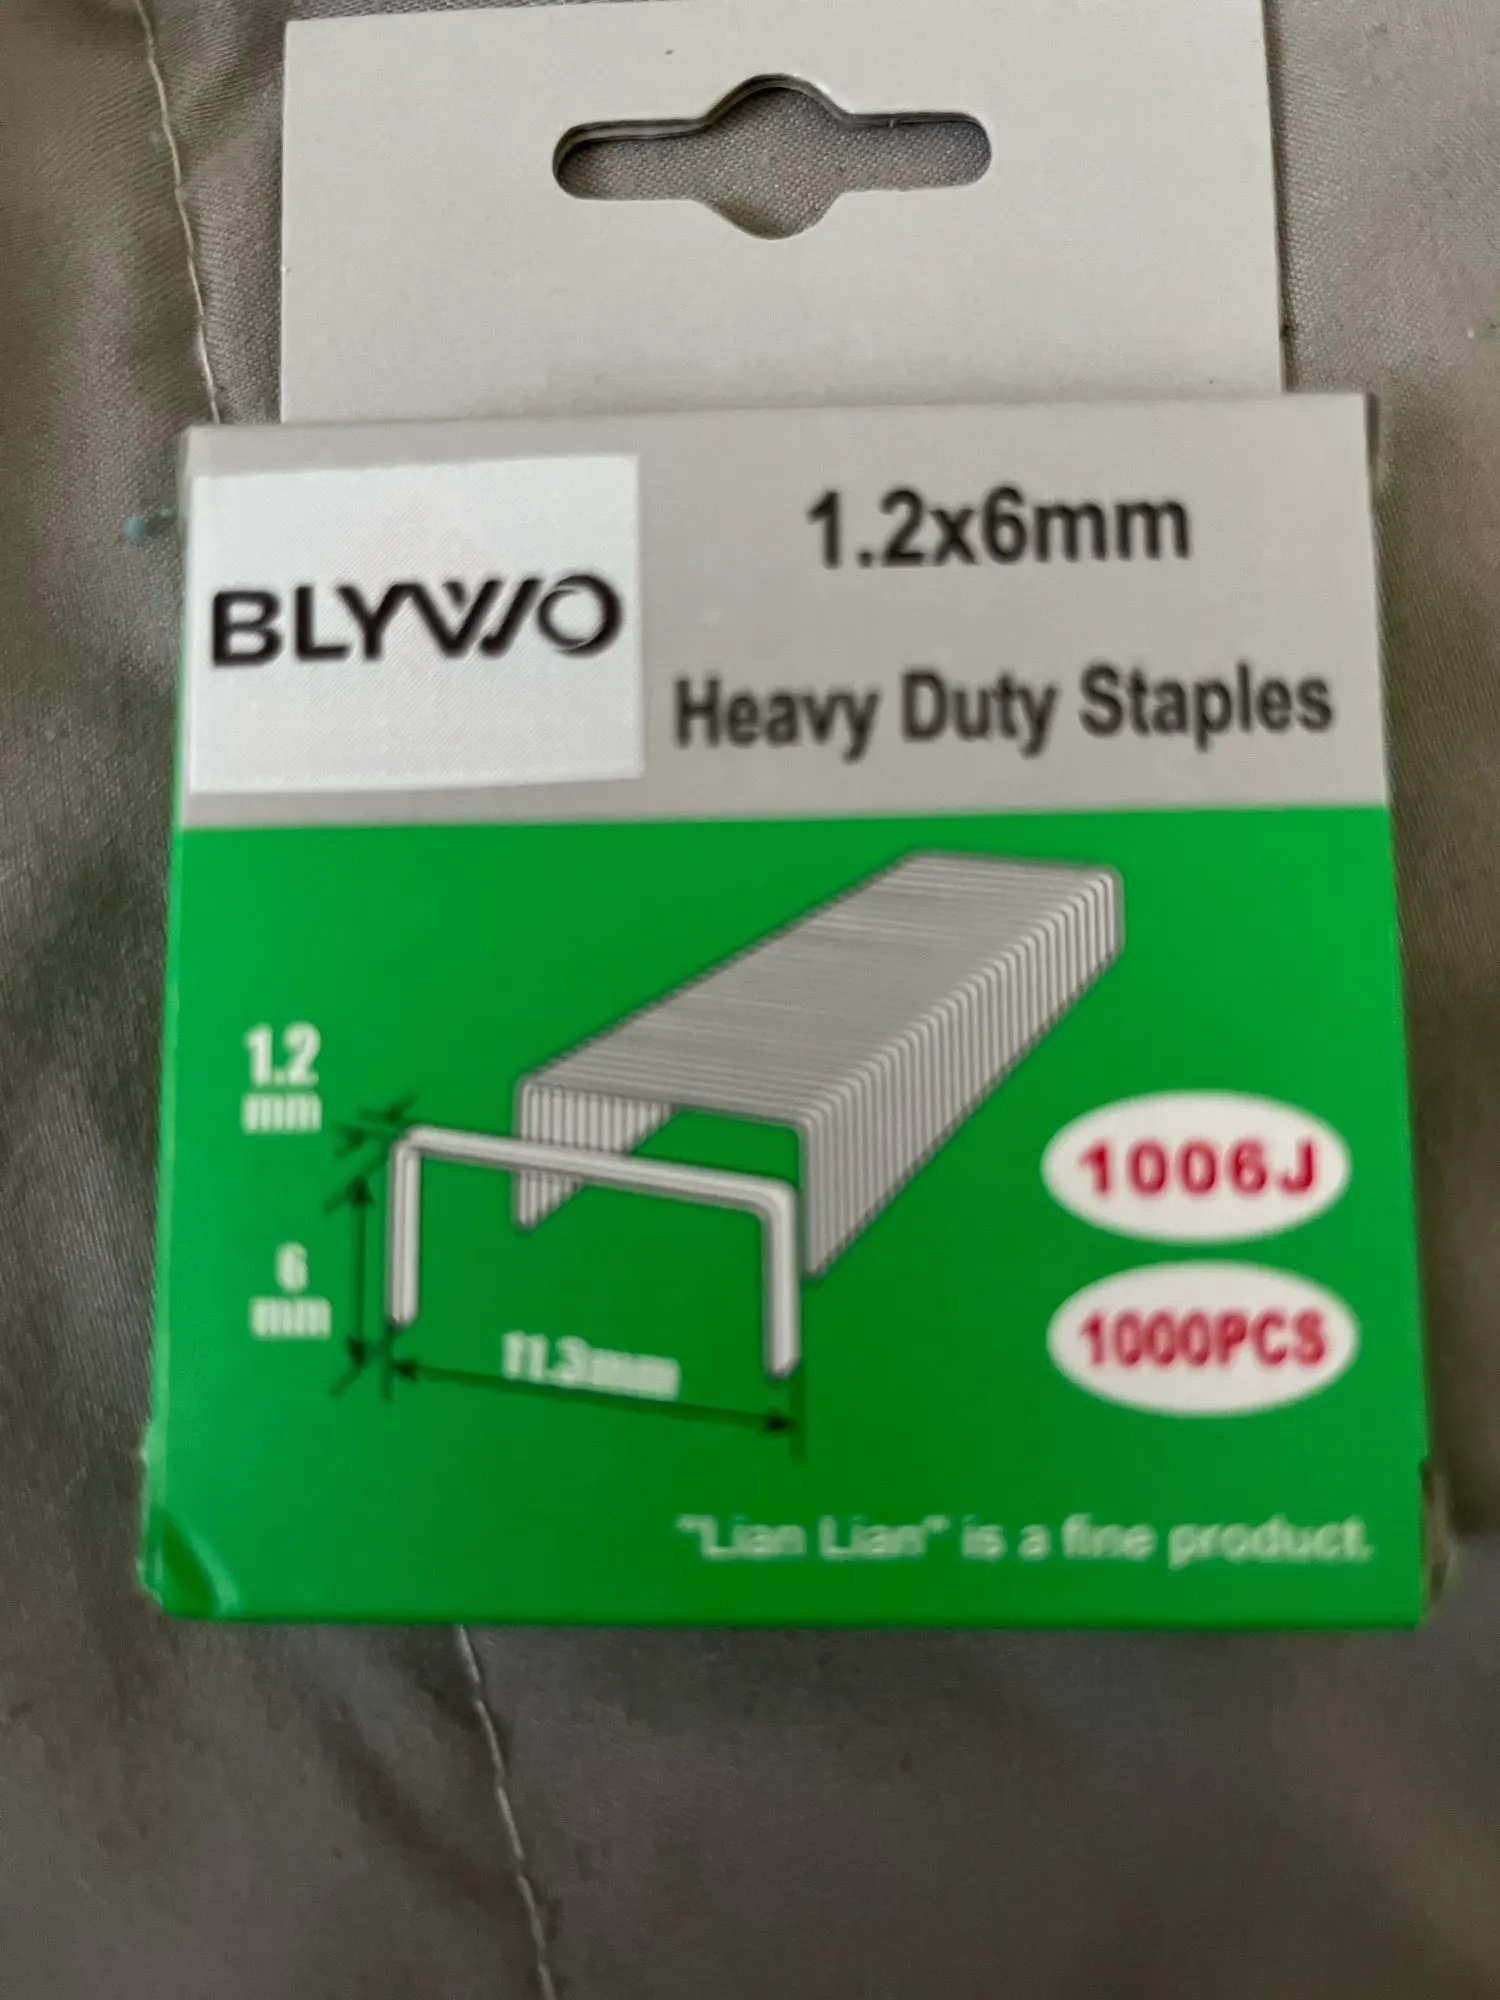 BLYWO
1.2x6mm
Heavy Duty Staples
1.2
mm
6
mm
11.3mm
1006J
1000PCS
"Lian Lian" is a fine product.